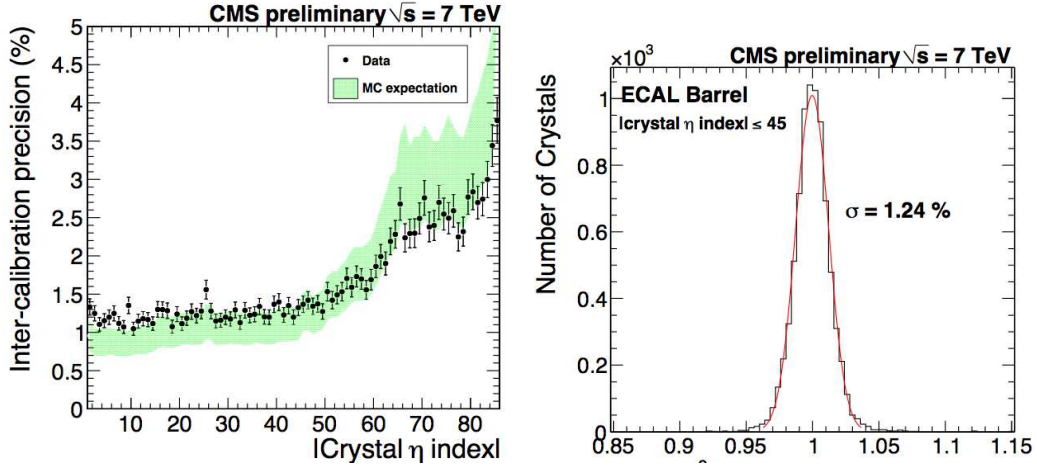 CMS preliminary √s = 7 TeV
Inter-calibration precision (%)
5
4.5
4
3.5
3
2.5
2
1.5
1
0.5
0
Data
MC expectation
10 20 30 40 50 60 70 80
|Crystal η index|
CMS preliminary √s = 7 TeV
×10³
Number of Crystals
ECAL Barrel
|crystal η index| ≤ 45
σ = 1.24 %
1
0.8
0.6
0.4
0.2
0
0.85 0.9 0.95 1 1.05 1.1 1.15